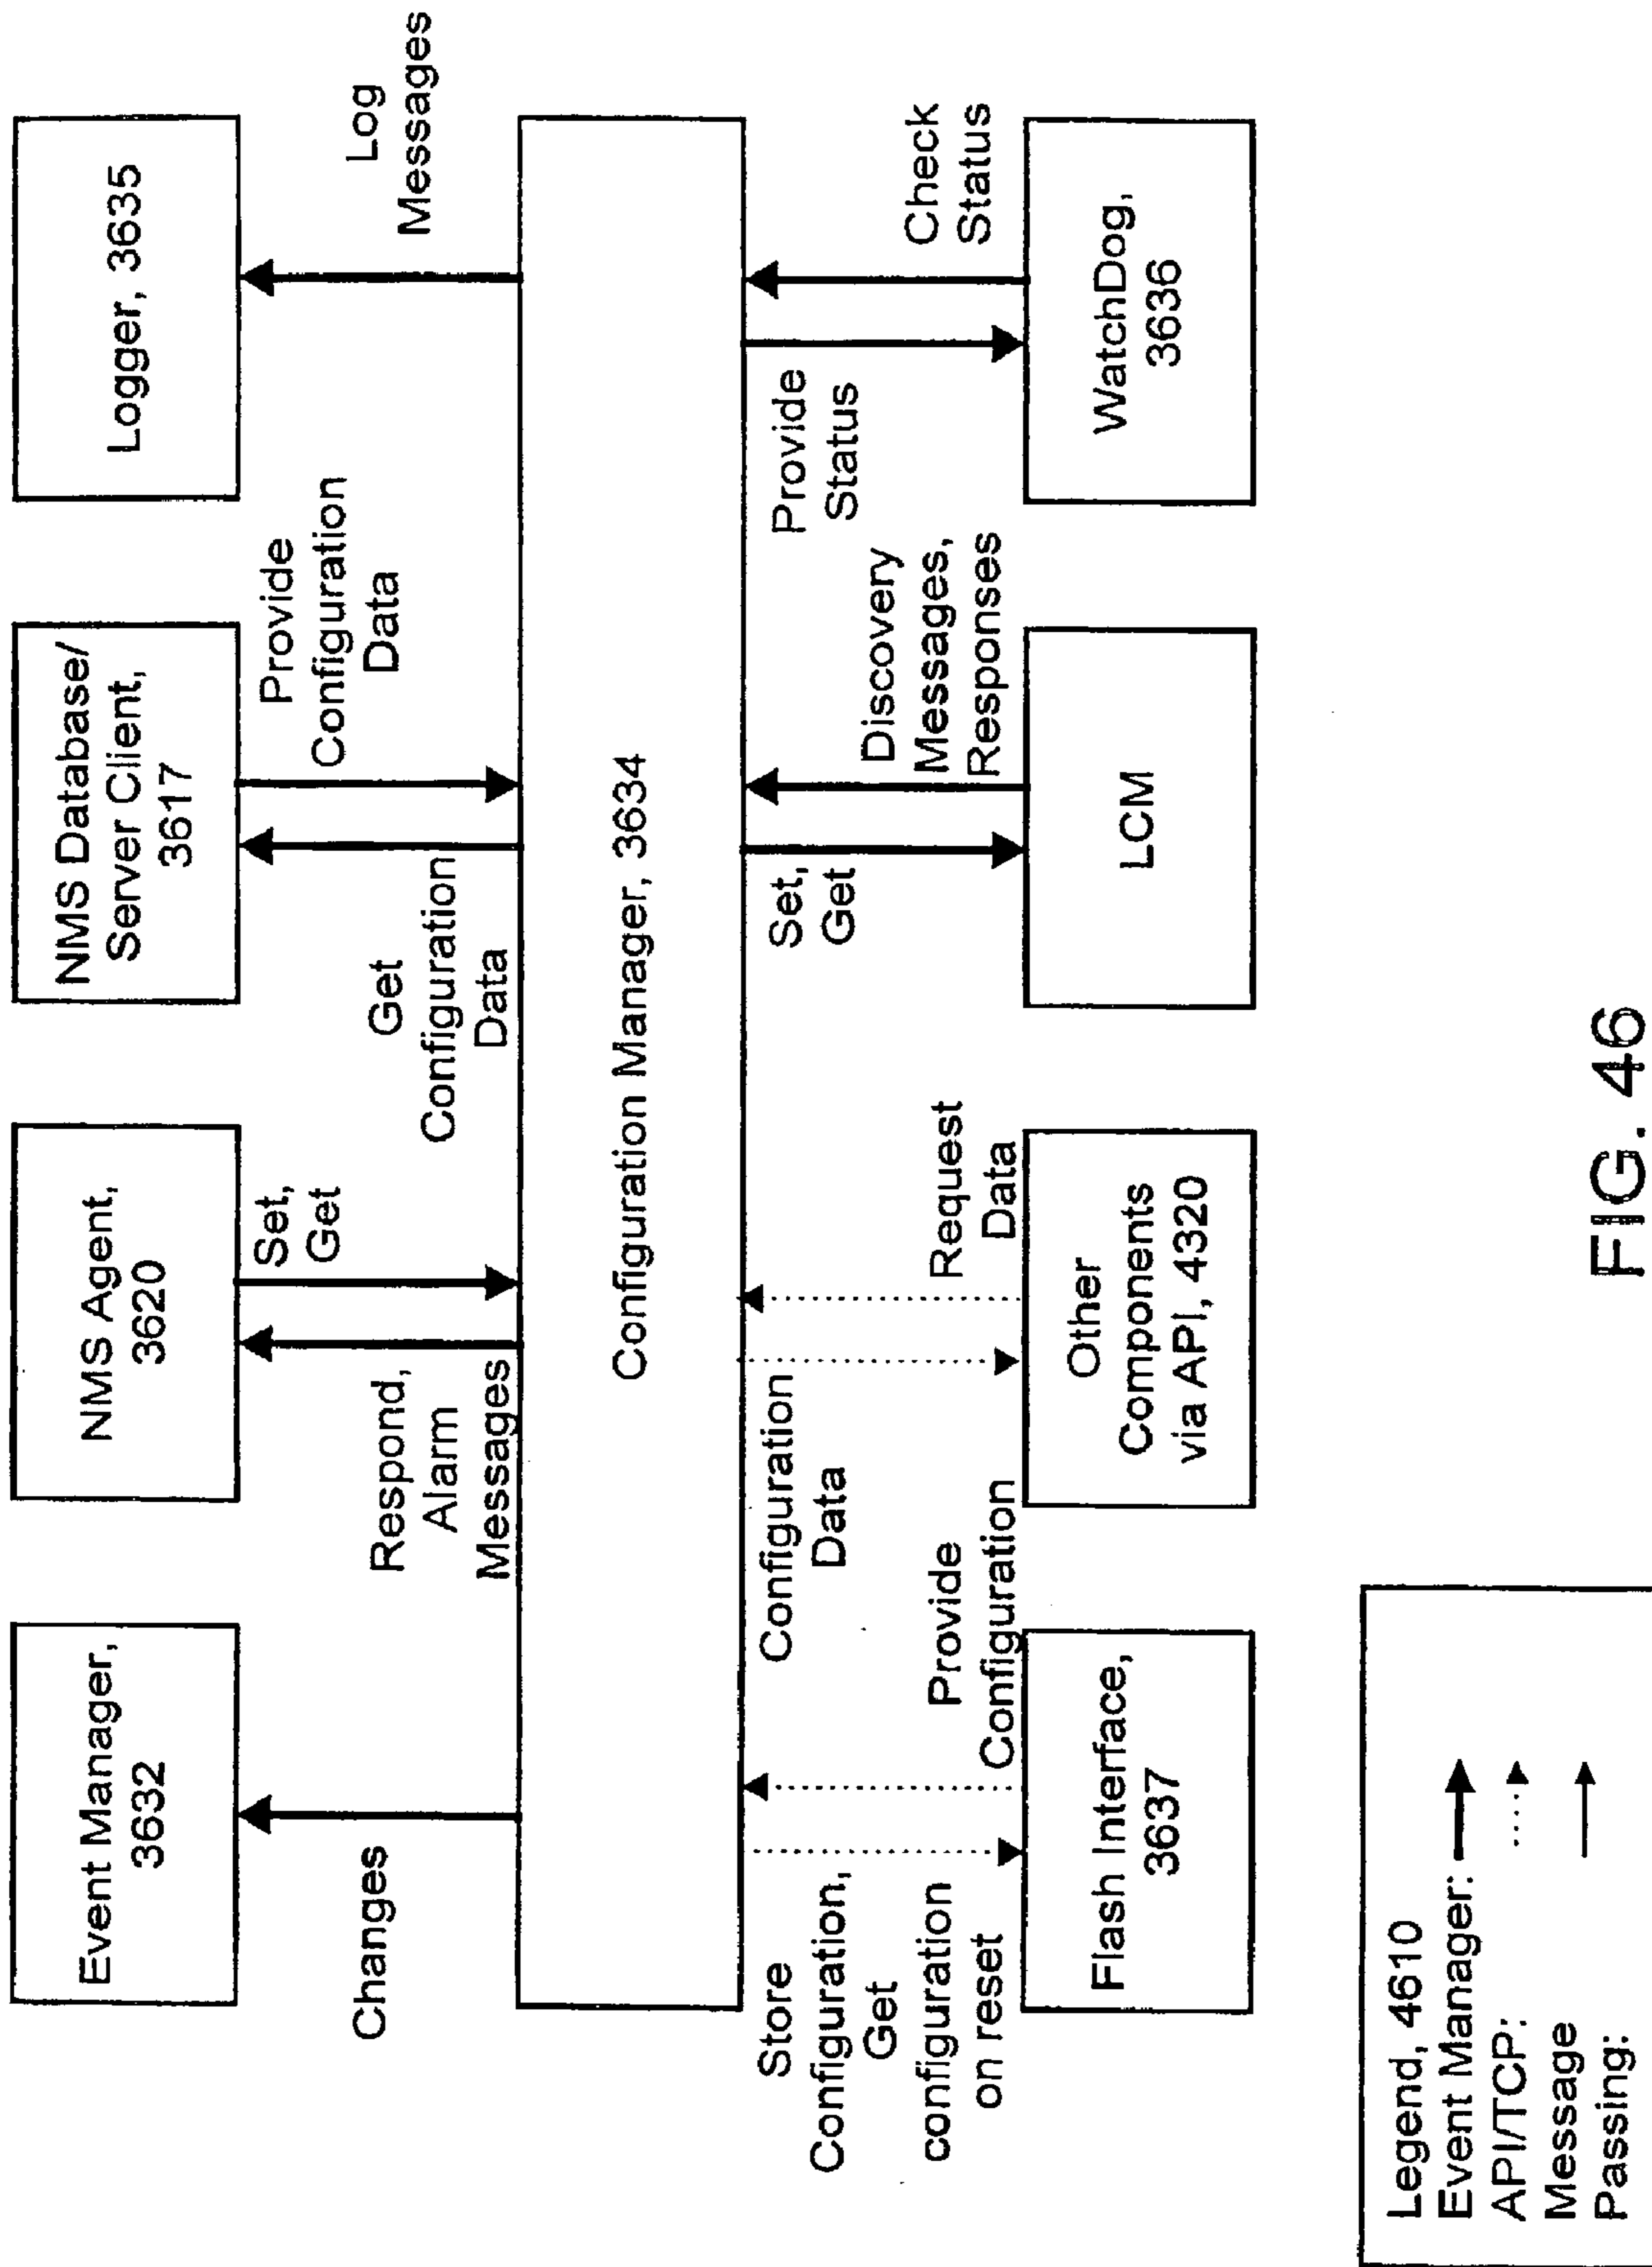 Event Manager,
3632
NMS Agent,
3620
NMS Database/
Server Client,
3617
Logger, 3635
Changes
Respond,
Alarm
Messages
Set,
Get
Get
Configuration
Data
Provide
Configuration
Data
Log
Messages
Configuration Manager, 3634
Store
Configuration,
Get
configuration
on reset
Provide
Configuration
Configuration
Data
Request
Data
Set,
Get
Discovery
Messages,
Responses
Provide
Status
Check
Status
Flash Interface,
3637
Other
Components
via API, 4320
LCM
WatchDog,
3636
Legend, 4610
Event Manager:
API/TCP:
Message
Passing:
FIG. 46